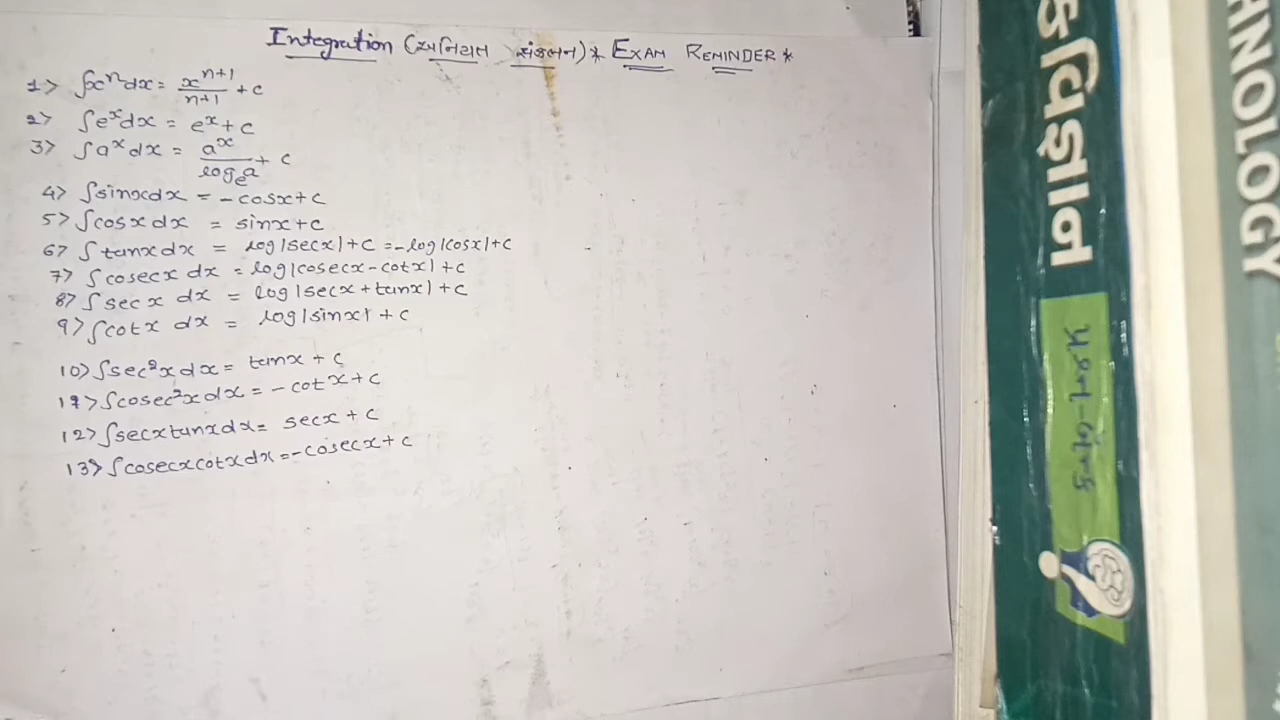 Integration (અનિયત સંકલન) * EXAM REMINDER *
1> ∫xⁿdx = xⁿ⁺¹/n+1 + c
2> ∫eˣdx = eˣ + c
3> ∫aˣdx = aˣ/logₑa + c
4> ∫sinxdx = -cosx+c
5> ∫cosx dx = sinx+c
6> ∫tanx dx = log|secx|+c = -log|cosx|+c
7> ∫cosecx dx = log|cosecx-cotx|+c
8> ∫sec x dx = log|secx+tanx|+c
9> ∫cotx dx = log|sinx|+c
10> ∫sec²x dx = tanx + c
11> ∫cosec²x dx = -cotx+c
12> ∫secxtanxdx = secx+c
13> ∫cosecxcotxdx = -cosecx+c
વિજ્ઞાન
પ્રશ્ન-બેન્ક
HNOLOGY